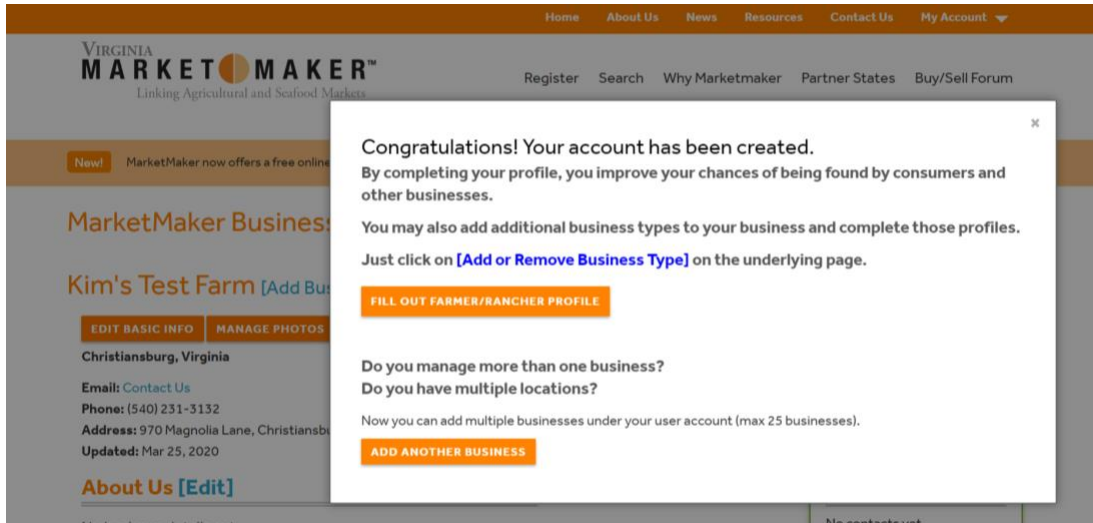 Home About Us News Resources Contact Us My Account
VIRGINIA
MARKET MAKER™
Linking Agricultural and Seafood Markets
Register Search Why Marketmaker Partner States Buy/Sell Forum
New! MarketMaker now offers a free online
×
Congratulations! Your account has been created.
By completing your profile, you improve your chances of being found by consumers and
other businesses.
You may also add additional business types to your business and complete those profiles.
Just click on [Add or Remove Business Type] on the underlying page.
FILL OUT FARMER/RANCHER PROFILE
Do you manage more than one business?
Do you have multiple locations?
Now you can add multiple businesses under your user account (max 25 businesses).
ADD ANOTHER BUSINESS
MarketMaker Business
Kim's Test Farm [Add Bu
EDIT BASIC INFO MANAGE PHOTOS
Christiansburg, Virginia
Email: Contact Us
Phone: (540) 231-3132
Address: 970 Magnolia Lane, Christiansb
Updated: Mar 25, 2020
About Us [Edit]
No contacts yet